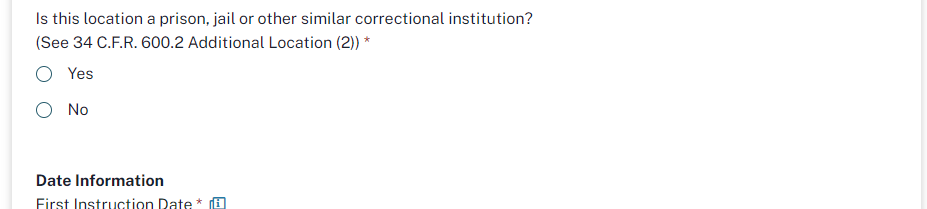 Is this location a prison, jail or other similar correctional institution?
(See 34 C.F.R. 600.2 Additional Location (2)) *
Yes
No
Date Information
First Instruction Date *